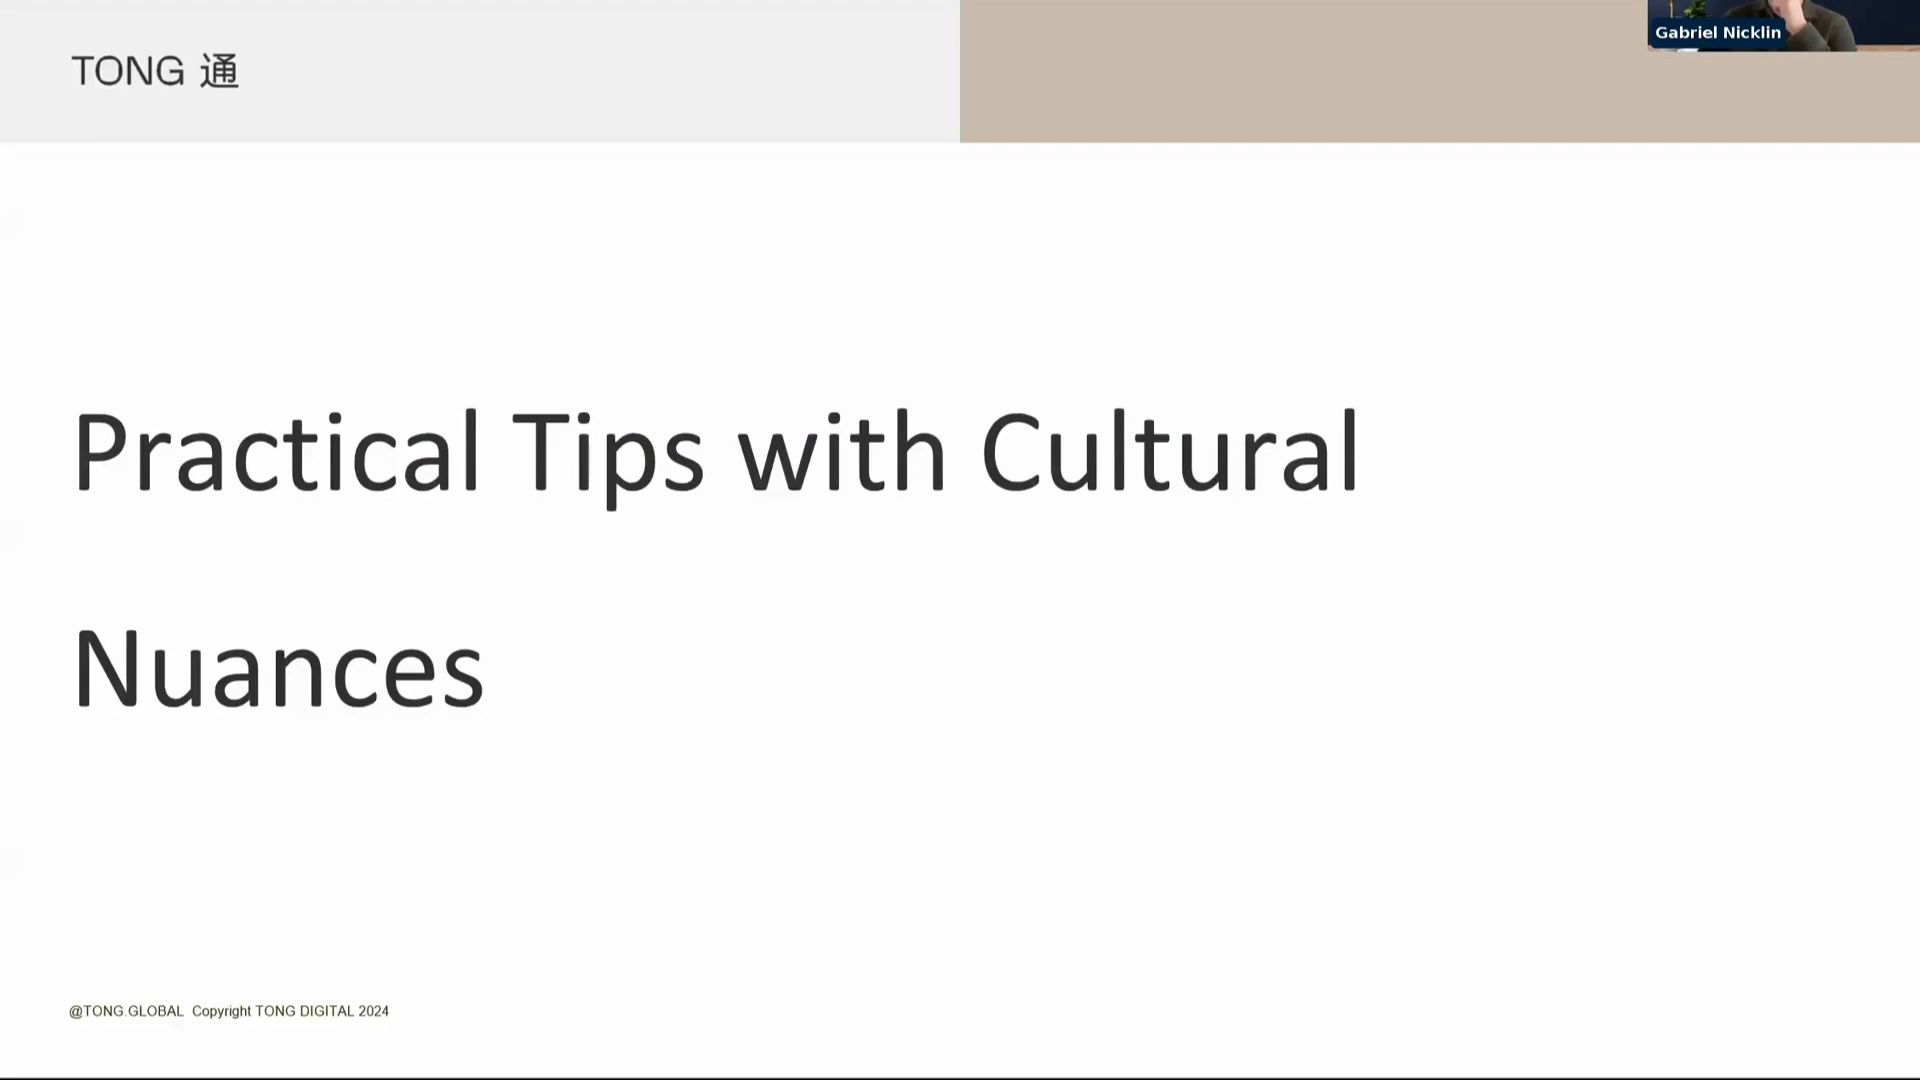 TONG 通
Gabriel Nicklin
Practical Tips with Cultural
Nuances
@TONG.GLOBAL Copyright TONG DIGITAL 2024